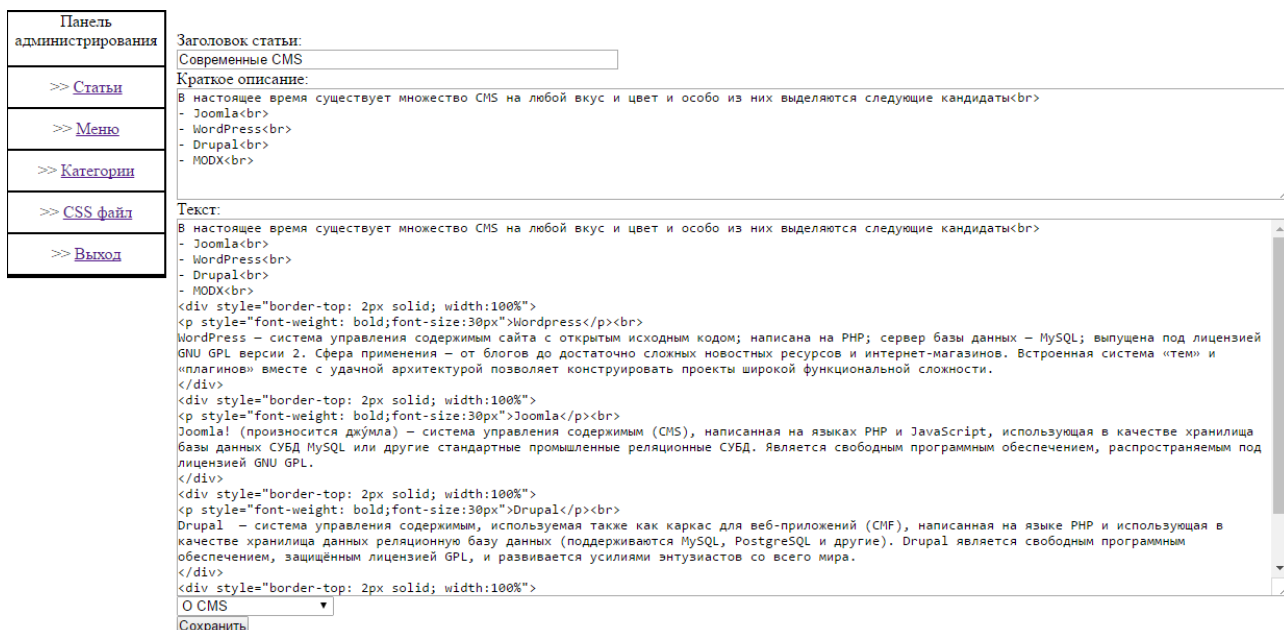 Панель
администрирования
>> Статьи
>> Меню
>> Категории
>> CSS файл
>> Выход
Заголовок статьи:
Современные CMS
Краткое описание:
В настоящее время существует множество CMS на любой вкус и цвет и особо из них выделяются следующие кандидаты<br>
- Joomla<br>
- WordPress<br>
- Drupal<br>
- MODX<br>
Текст:
В настоящее время существует множество CMS на любой вкус и цвет и особо из них выделяются следующие кандидаты<br>
- Joomla<br>
- WordPress<br>
- Drupal<br>
- MODX<br>
<div style="border-top: 2px solid; width:100%">
<p style="font-weight: bold;font-size:30px">Wordpress</p><br>
WordPress — система управления содержимым сайта с открытым исходным кодом; написана на PHP; сервер базы данных — MySQL; выпущена под лицензией
GNU GPL версии 2. Сфера применения — от блогов до достаточно сложных новостных ресурсов и интернет-магазинов. Встроенная система «тем» и
«плагинов» вместе с удачной архитектурой позволяет конструировать проекты широкой функциональной сложности.
</div>
<div style="border-top: 2px solid; width:100%">
<p style="font-weight: bold;font-size:30px">Joomla</p><br>
Joomla! (произносится джу́мла) — система управления содержимым (CMS), написанная на языках PHP и JavaScript, использующая в качестве хранилища
базы данных СУБД MySQL или другие стандартные промышленные реляционные СУБД. Является свободным программным обеспечением, распространяемым под
лицензией GNU GPL.
</div>
<div style="border-top: 2px solid; width:100%">
<p style="font-weight: bold;font-size:30px">Drupal</p><br>
Drupal  — система управления содержимым, используемая также как каркас для веб-приложений (CMF), написанная на языке PHP и использующая в
качестве хранилища данных реляционную базу данных (поддерживаются MySQL, PostgreSQL и другие). Drupal является свободным программным
обеспечением, защищённым лицензией GPL, и развивается усилиями энтузиастов со всего мира.
</div>
<div style="border-top: 2px solid; width:100%">
О CMS
Сохранить